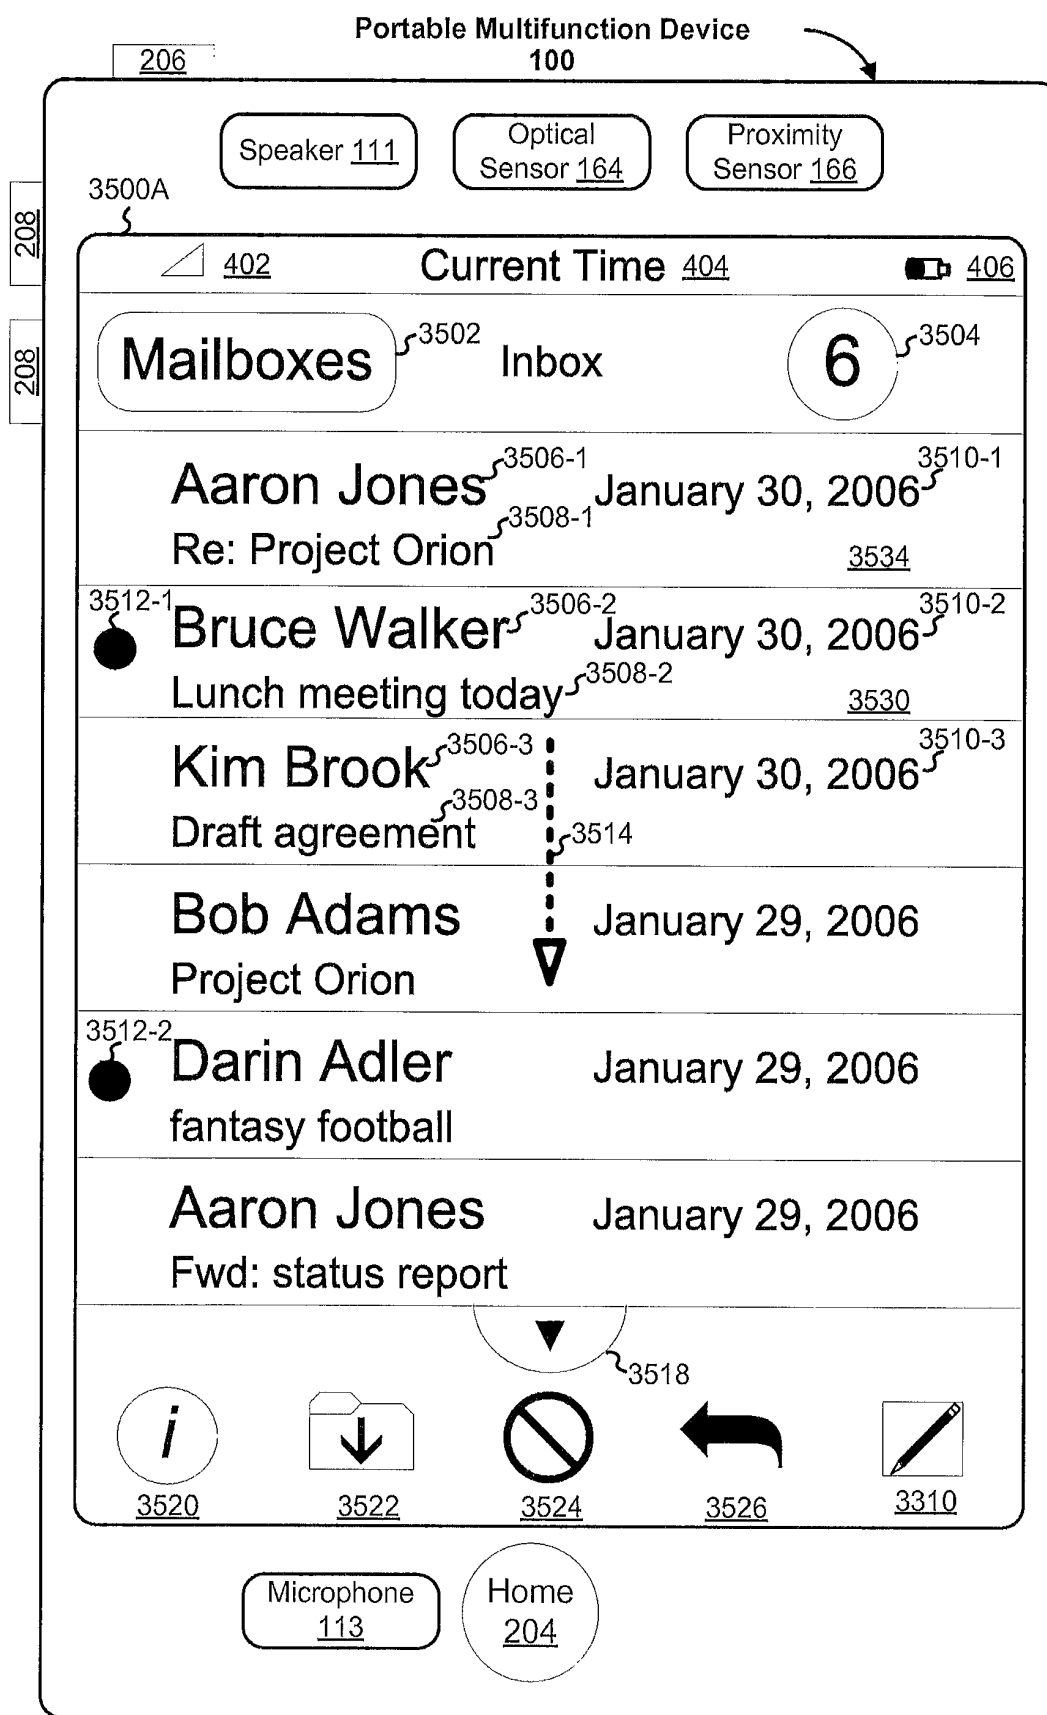 Portable Multifunction Device
100
206
Speaker 111
Optical
Sensor 164
Proximity
Sensor 166
3500A
208
208
402
Current Time 404
406
Mailboxes
3502
Inbox
6
3504
Aaron Jones
3506-1
January 30, 2006
3510-1
Re: Project Orion
3508-1
3534
3512-1
Bruce Walker
3506-2
January 30, 2006
3510-2
Lunch meeting today
3508-2
3530
Kim Brook
3506-3
January 30, 2006
3510-3
Draft agreement
3508-3
3514
Bob Adams
January 29, 2006
Project Orion
3512-2
Darin Adler
January 29, 2006
fantasy football
Aaron Jones
January 29, 2006
Fwd: status report
3518
i
3520
3522
3524
3526
3310
Microphone
113
Home
204